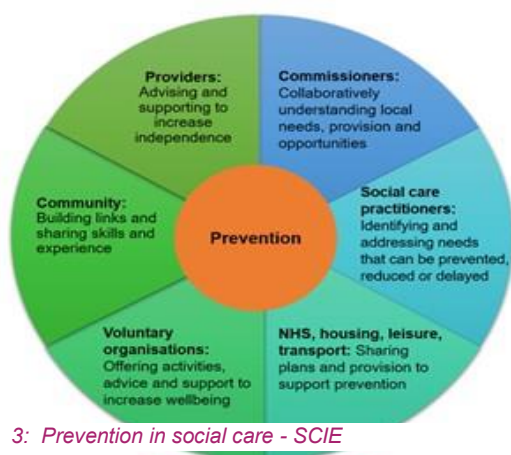 Providers:
Advising and
supporting to
increase
independence
Commissioners:
Collaboratively
understanding local
needs, provision and
opportunities
Community:
Building links and
sharing skills and
experience
Prevention
Social care
practitioners:
Identifying and
addressing needs
that can be prevented,
reduced or delayed
Voluntary
organisations:
Offering activities,
advice and support to
increase wellbeing
NHS, housing, leisure,
transport: Sharing
plans and provision to
support prevention
3: Prevention in social care - SCIE